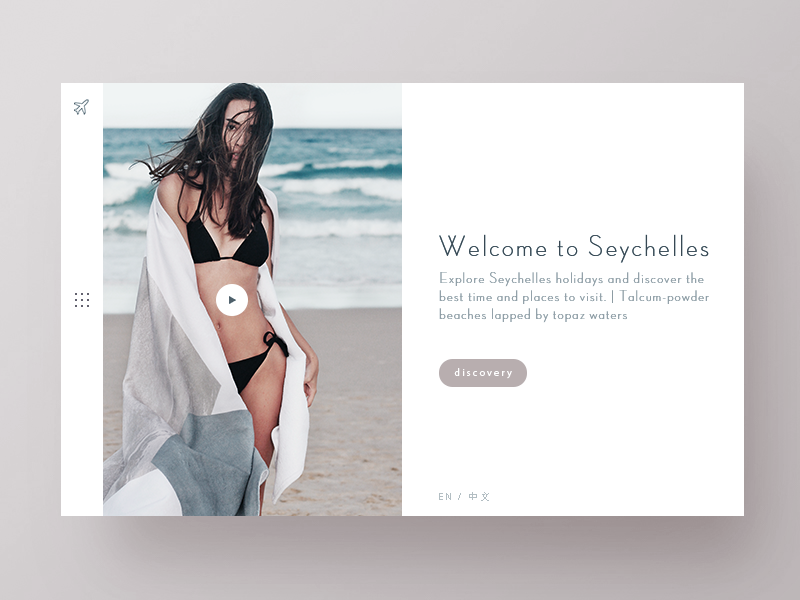 Welcome to Seychelles
Explore Seychelles holidays and discover the
best time and places to visit. | Talcum-powder
beaches lapped by topaz waters
discovery
EN / 中文